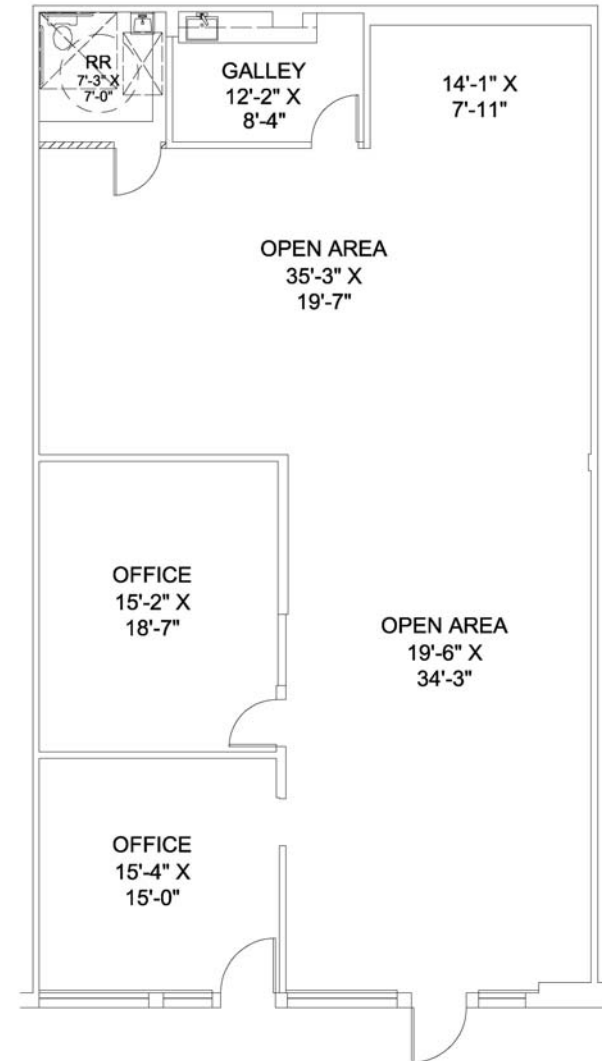 RR
7'-3" X
7'-0"
GALLEY
12'-2" X
8'-4"
14'-1" X
7'-11"
OPEN AREA
35'-3" X
19'-7"
OFFICE
15'-2" X
18'-7"
OPEN AREA
19'-6" X
34'-3"
OFFICE
15'-4" X
15'-0"